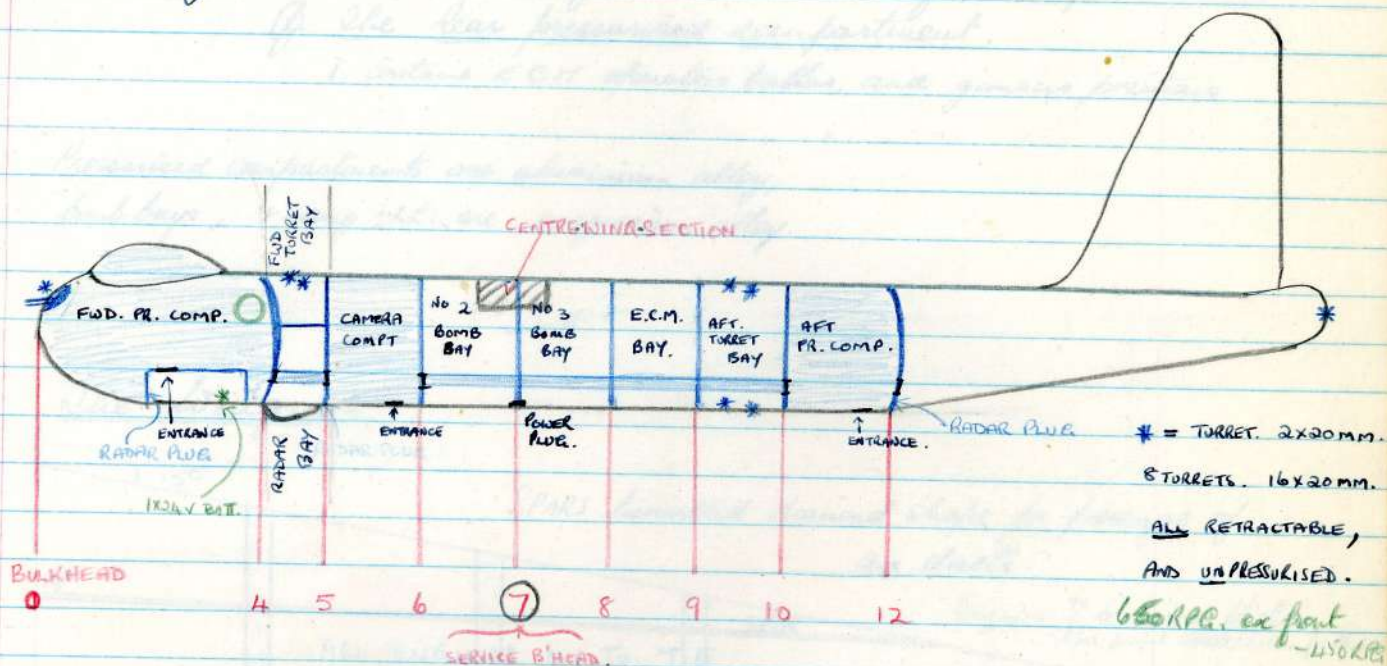 FWD
TURRET
BAY
CENTRE WING SECTION
FWD. PR. COMP.
CAMERA
COMPT
No 2
BOMB
BAY
No 3
BOMB
BAY
E.C.M.
BAY.
AFT.
TURRET
BAY
AFT
PR. COMP.
ENTRANCE
RADAR PLUG
1X24V BATT.
RADAR
BAY
RADAR PLUG
ENTRANCE
POWER
PLUG.
ENTRANCE.
RADAR PLUG
* = TURRET. 2X20MM.
8 TURRETS. 16X20MM.
ALL RETRACTABLE,
AND UNPRESSURISED.
BULKHEAD
0 4 5 6 7 8 9 10 12
SERVICE B'HEAD.
RPG. ex front
-450 RPG